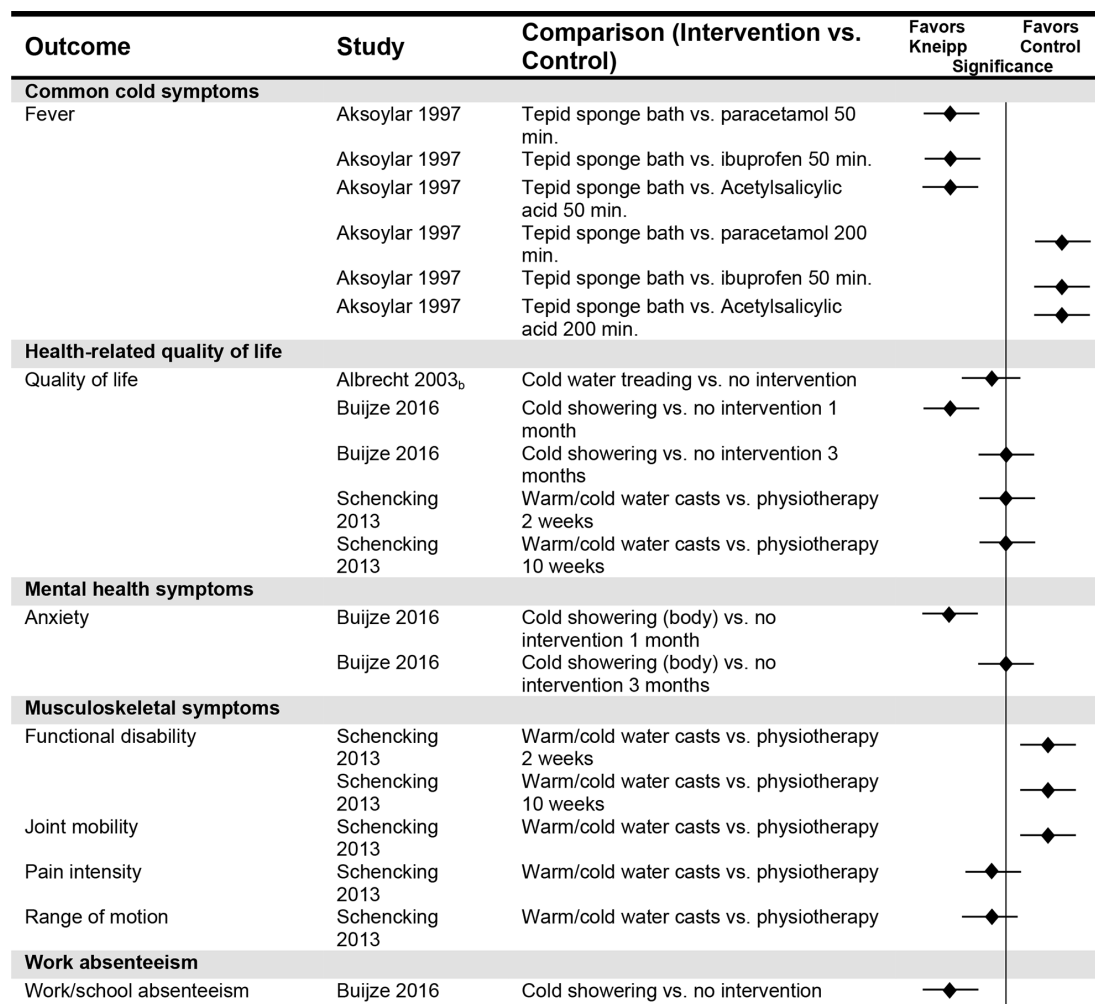 Outcome Study Comparison (Intervention vs. Control) Favors Kneipp Favors Control
Significance
Common cold symptoms
Fever Aksoylar 1997 Tepid sponge bath vs. paracetamol 50
min.
Aksoylar 1997 Tepid sponge bath vs. ibuprofen 50 min.
Aksoylar 1997 Tepid sponge bath vs. Acetylsalicylic
acid 50 min.
Aksoylar 1997 Tepid sponge bath vs. paracetamol 200
min.
Aksoylar 1997 Tepid sponge bath vs. ibuprofen 50 min.
Aksoylar 1997 Tepid sponge bath vs. Acetylsalicylic
acid 200 min.
Health-related quality of life
Quality of life Albrecht 2003b Cold water treading vs. no intervention
Buijze 2016 Cold showering vs. no intervention 1
month
Buijze 2016 Cold showering vs. no intervention 3
months
Schencking Warm/cold water casts vs. physiotherapy
2013 2 weeks
Schencking Warm/cold water casts vs. physiotherapy
2013 10 weeks
Mental health symptoms
Anxiety Buijze 2016 Cold showering (body) vs. no
intervention 1 month
Buijze 2016 Cold showering (body) vs. no
intervention 3 months
Musculoskeletal symptoms
Functional disability Schencking Warm/cold water casts vs. physiotherapy
2013 2 weeks
Schencking Warm/cold water casts vs. physiotherapy
2013 10 weeks
Joint mobility Schencking Warm/cold water casts vs. physiotherapy
2013
Pain intensity Schencking Warm/cold water casts vs. physiotherapy
2013
Range of motion Schencking Warm/cold water casts vs. physiotherapy
2013
Work absenteeism
Work/school absenteeism Buijze 2016 Cold showering vs. no intervention